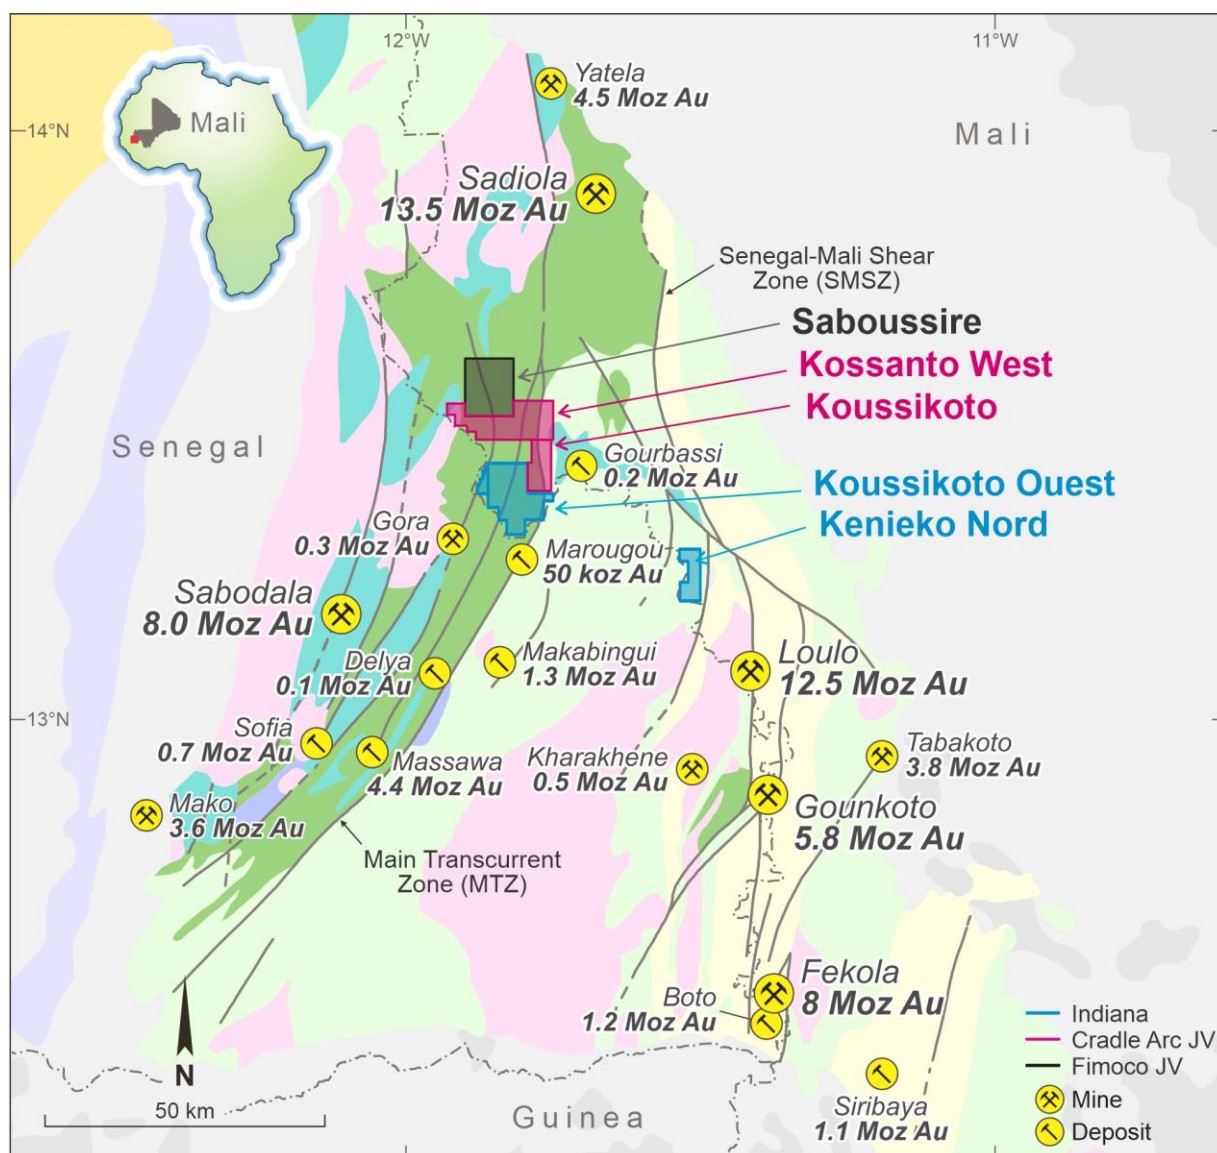 12°W
11°W
14°N
13°N
Mali
Mali
Yatela
4.5 Moz Au
Sadiola
13.5 Moz Au
Senegal-Mali Shear
Zone (SMSZ)
Saboussire
Kossanto West
Koussikoto
Senegal
Gourbassi
0.2 Moz Au
Koussikoto Ouest
Kenieko Nord
Gora
0.3 Moz Au
Marougou
50 koz Au
Sabodala
8.0 Moz Au
Delya
0.1 Moz Au
Makabingui
1.3 Moz Au
Loulo
12.5 Moz Au
Sofia
0.7 Moz Au
Massawa
4.4 Moz Au
Kharakhene
0.5 Moz Au
Tabakoto
3.8 Moz Au
Mako
3.6 Moz Au
Gounkoto
5.8 Moz Au
Main Transcurrent
Zone (MTZ)
Fekola
8 Moz Au
Boto
1.2 Moz Au
Siribaya
1.1 Moz Au
N
50 km
Guinea
Indiana
Cradle Arc JV
Fimoco JV
Mine
Deposit